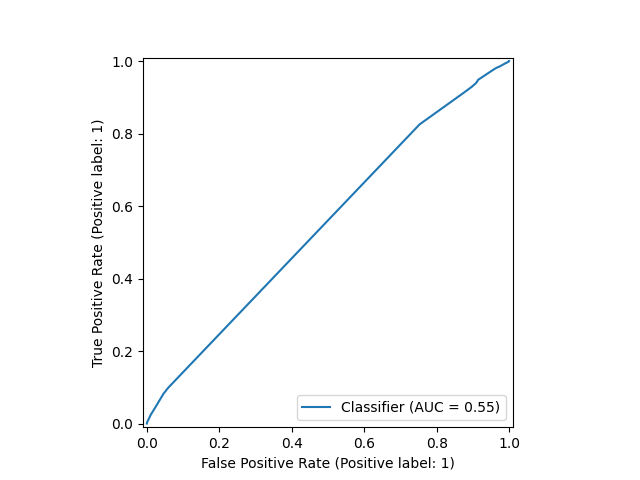 1.0
0.8
0.6
0.4
0.2
0.0
True Positive Rate (Positive label: 1)
Classifier (AUC = 0.55)
0.0 0.2 0.4 0.6 0.8 1.0
False Positive Rate (Positive label: 1)